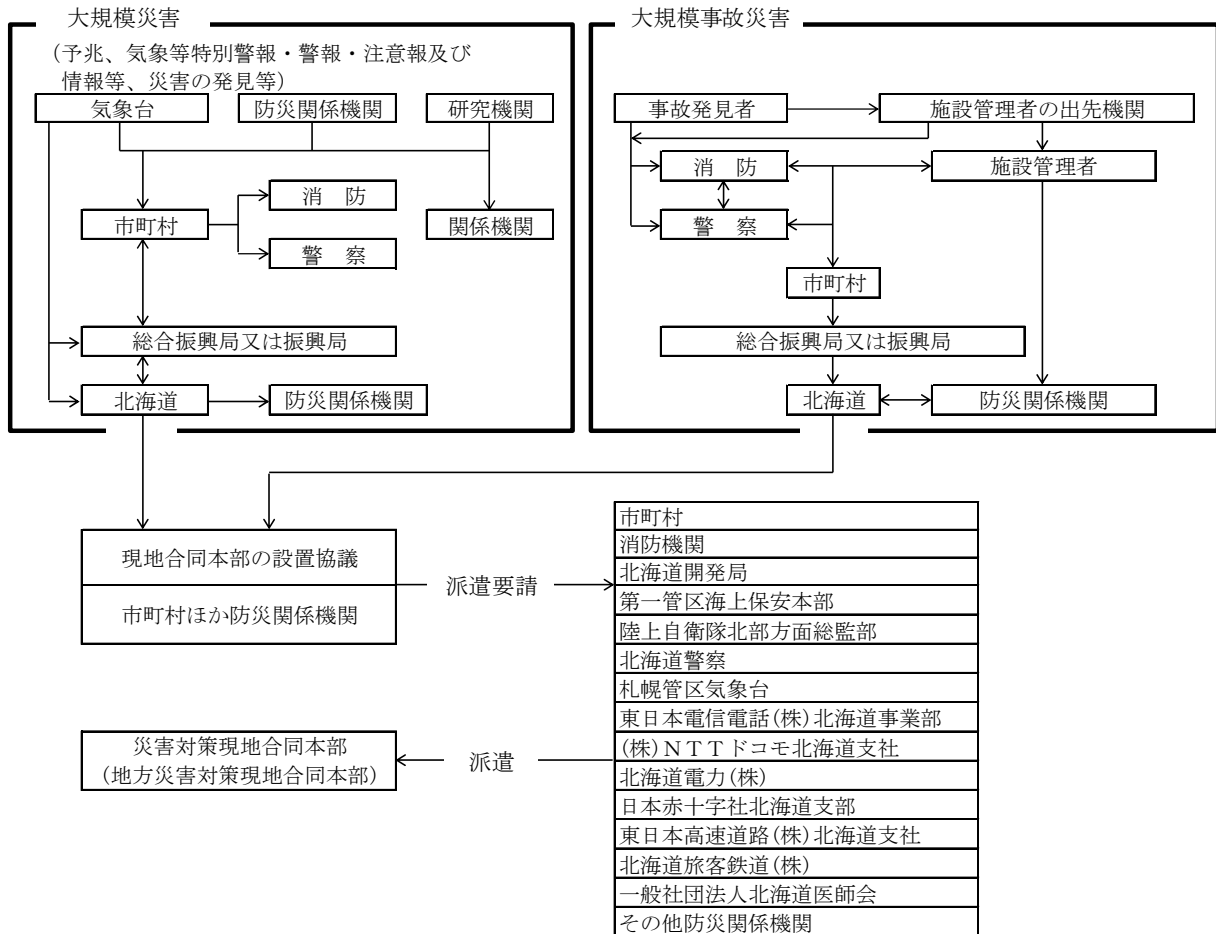 大規模災害
(予兆、気象等特別警報・警報・注意報及び
情報等、災害の発見等)
気象台
防災関係機関
研究機関
消 防
市町村
関係機関
警 察
総合振興局又は振興局
北海道
防災関係機関
大規模事故災害
事故発見者
施設管理者の出先機関
消 防
施設管理者
警 察
市町村
総合振興局又は振興局
北海道
防災関係機関
現地合同本部の設置協議
市町村ほか防災関係機関
派遣要請
市町村
消防機関
北海道開発局
第一管区海上保安本部
陸上自衛隊北部方面総監部
北海道警察
札幌管区気象台
東日本電信電話(株)北海道事業部
(株)NTTドコモ北海道支社
北海道電力(株)
日本赤十字社北海道支部
東日本高速道路(株)北海道支社
北海道旅客鉄道(株)
一般社団法人北海道医師会
その他防災関係機関
派遣
災害対策現地合同本部
(地方災害対策現地合同本部)